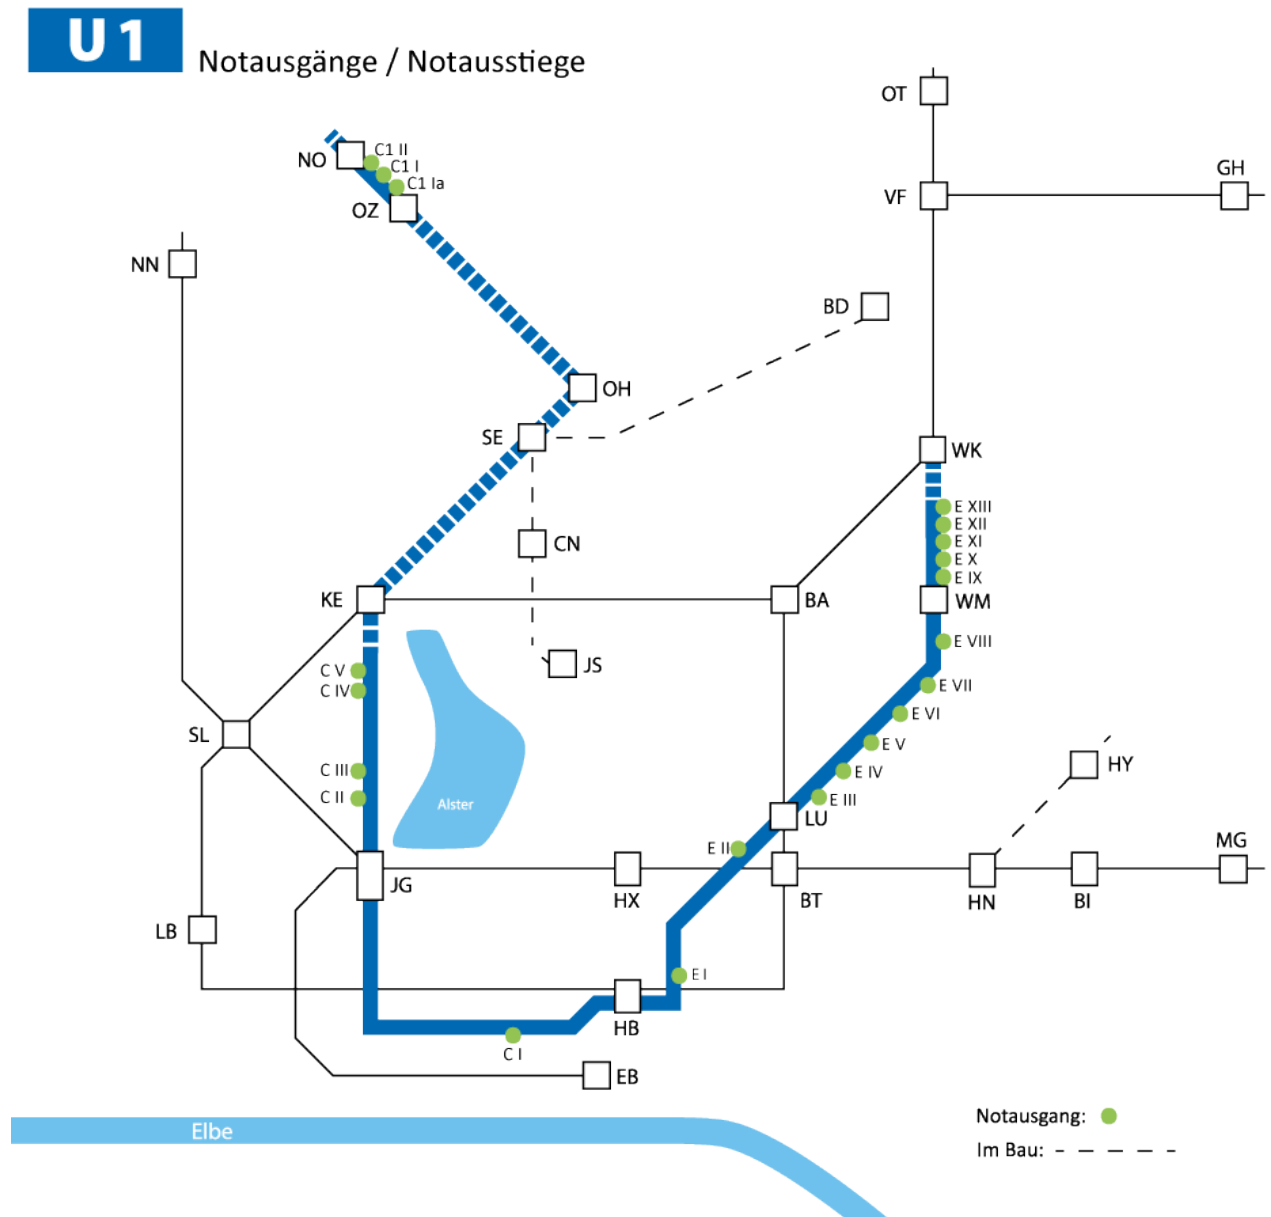 U 1
Notausgänge / Notausstiege
OT
NO
C1 II
C1 I
C1 Ia
OZ
VF
GH
NN
BD
OH
SE
WK
E XIII
E XII
E XI
E X
E IX
CN
KE
BA
WM
E VIII
JS
C V
C IV
E VII
E VI
SL
E V
HY
C III
E IV
C II
E III
Alster
LU
E II
MG
JG
HX
BT
HN
BI
LB
E I
HB
C I
EB
Notausgang:
Elbe
Im Bau: